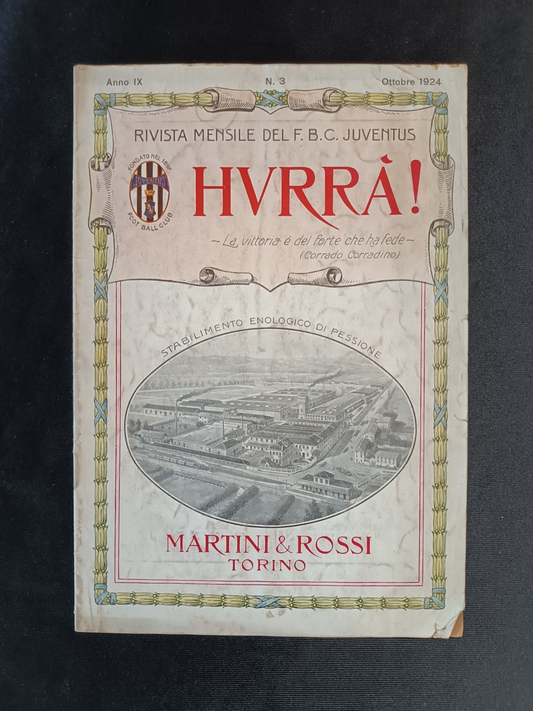 Anno IX N. 3 Ottobre 1924
RIVISTA MENSILE DEL F. B. C. JUVENTUS
FONDATO NEL 1897
JUVENTUS
FOOT BALL CLUB
HVRRÀ!
~ La vittoria é del forte che ha fede ~
(Corrado Corradino)
STABILIMENTO ENOLOGICO DI PESSIONE
MARTINI & ROSSI
TORINO